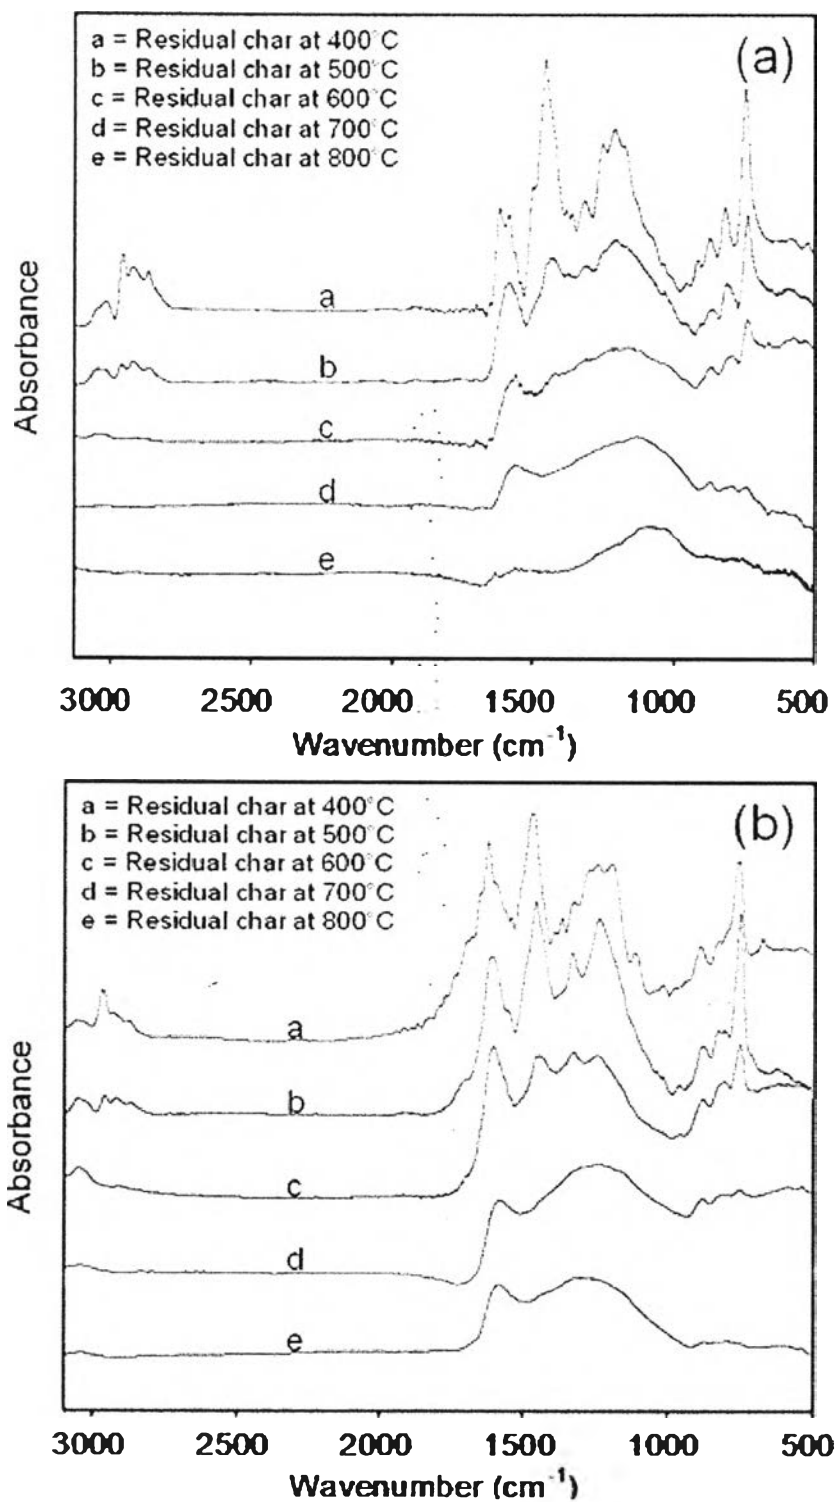 a = Residual char at 400°C
b = Residual char at 500°C
c = Residual char at 600°C
d = Residual char at 700°C
e = Residual char at 800°C
(a)
a
b
c
d
e
Absorbance
3000 2500 2000 1500 1000 500
Wavenumber (cm⁻¹)
a = Residual char at 400°C
b = Residual char at 500°C
c = Residual char at 600°C
d = Residual char at 700°C
e = Residual char at 800°C
(b)
a
b
c
d
e
Absorbance
3000 2500 2000 1500 1000 500
Wavenumber (cm⁻¹)